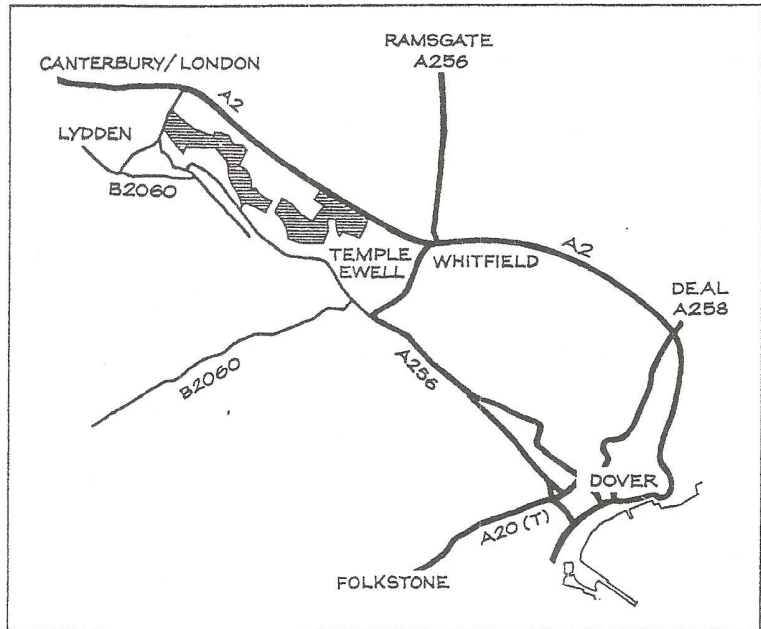 RAMSGATE
A256
CANTERBURY/LONDON
A2
LYDDEN
B2060
TEMPLE
EWELL
WHITFIELD
A2
DEAL
A258
B2060
A256
DOVER
A20 (T)
FOLKSTONE